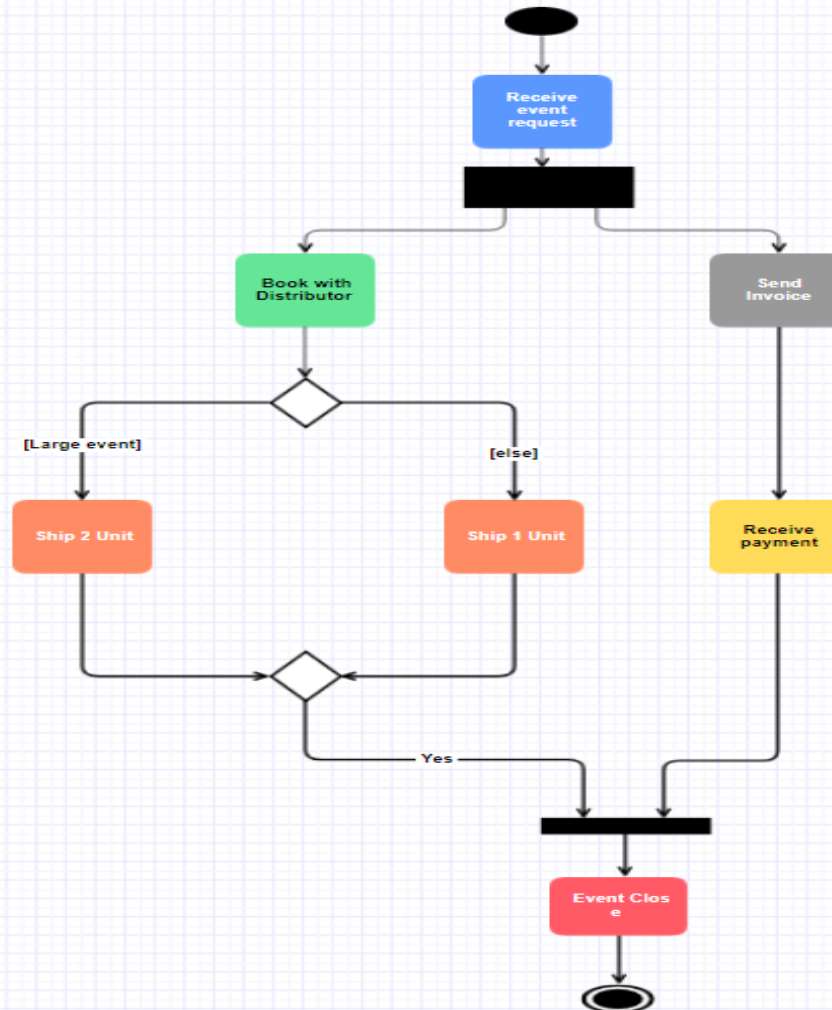 Receive
event
request
Book with
Distributor
Send
Invoice
[Large event]
[else]
Ship 2 Unit
Ship 1 Unit
Receive
payment
Yes
Event Clos
e